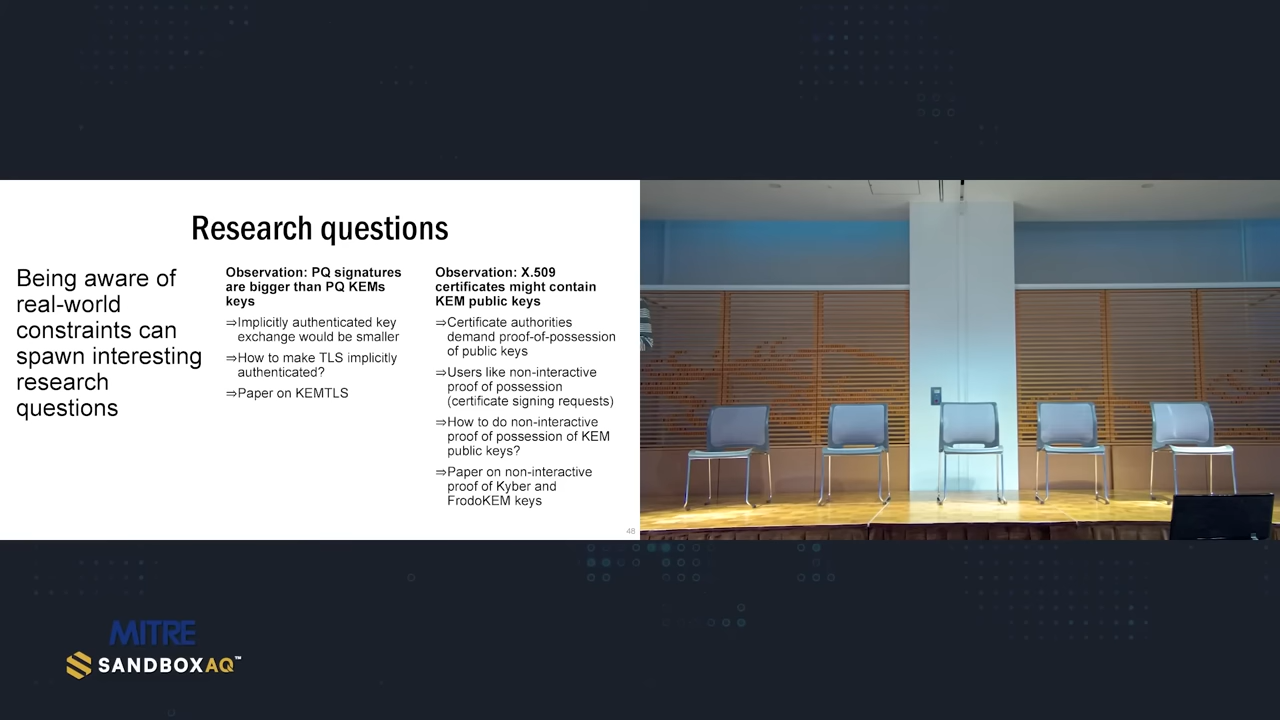 Research questions
Being aware of
real-world
constraints can
spawn interesting
research
questions
Observation: PQ signatures
are bigger than PQ KEMs
keys
⇒Implicitly authenticated key
exchange would be smaller
⇒How to make TLS implicitly
authenticated?
⇒Paper on KEMTLS
Observation: X.509
certificates might contain
KEM public keys
⇒Certificate authorities
demand proof-of-possession
of public keys
⇒Users like non-interactive
proof of possession
(certificate signing requests)
⇒How to do non-interactive
proof of possession of KEM
public keys?
⇒Paper on non-interactive
proof of Kyber and
FrodoKEM keys
48
MITRE
SANDBOXAQ™